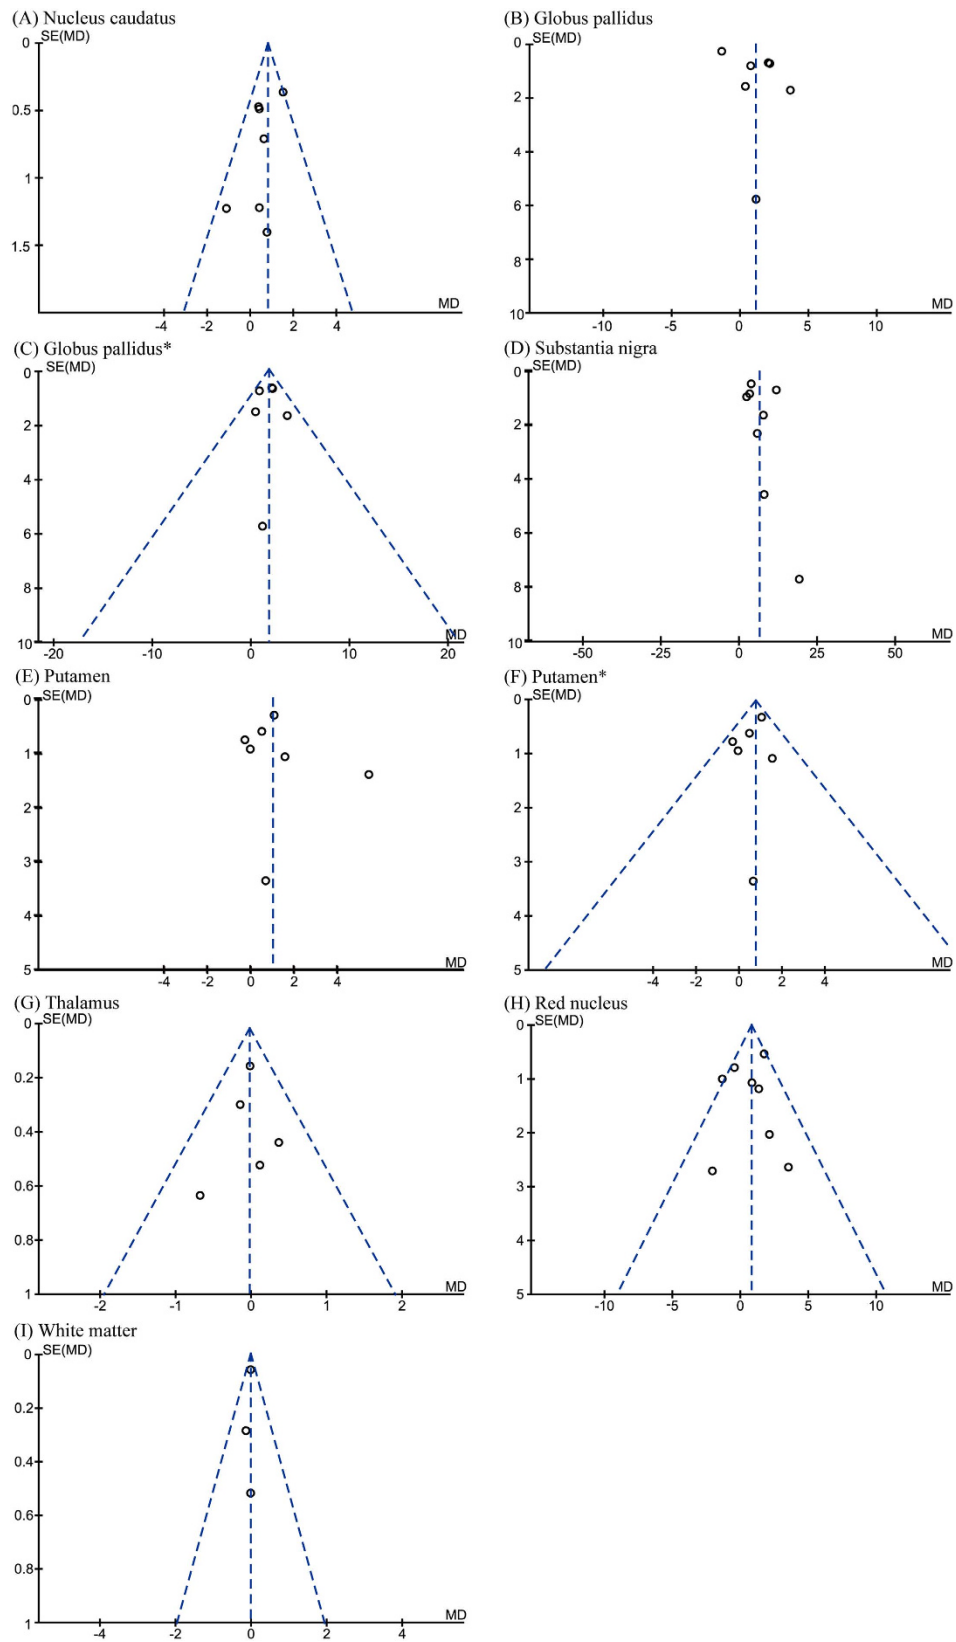 (A) Nucleus caudatus
SE(MD)
0
0.5
1
1.5
-4 -2 0 2 4
MD
(B) Globus pallidus
SE(MD)
0
2
4
6
8
10
-10 -5 0 5 10
MD
(C) Globus pallidus*
SE(MD)
0
2
4
6
8
10
-20 -10 0 10 20
MD
(D) Substantia nigra
SE(MD)
0
2
4
6
8
10
-50 -25 0 25 50
MD
(E) Putamen
SE(MD)
0
1
2
3
4
5
-4 -2 0 2 4
MD
(F) Putamen*
SE(MD)
0
1
2
3
4
5
-4 -2 0 2 4
MD
(G) Thalamus
SE(MD)
0
0.2
0.4
0.6
0.8
1
-2 -1 0 1 2
MD
(H) Red nucleus
SE(MD)
0
1
2
3
4
5
-10 -5 0 5 10
MD
(I) White matter
SE(MD)
0
0.2
0.4
0.6
0.8
1
-4 -2 0 2 4
MD